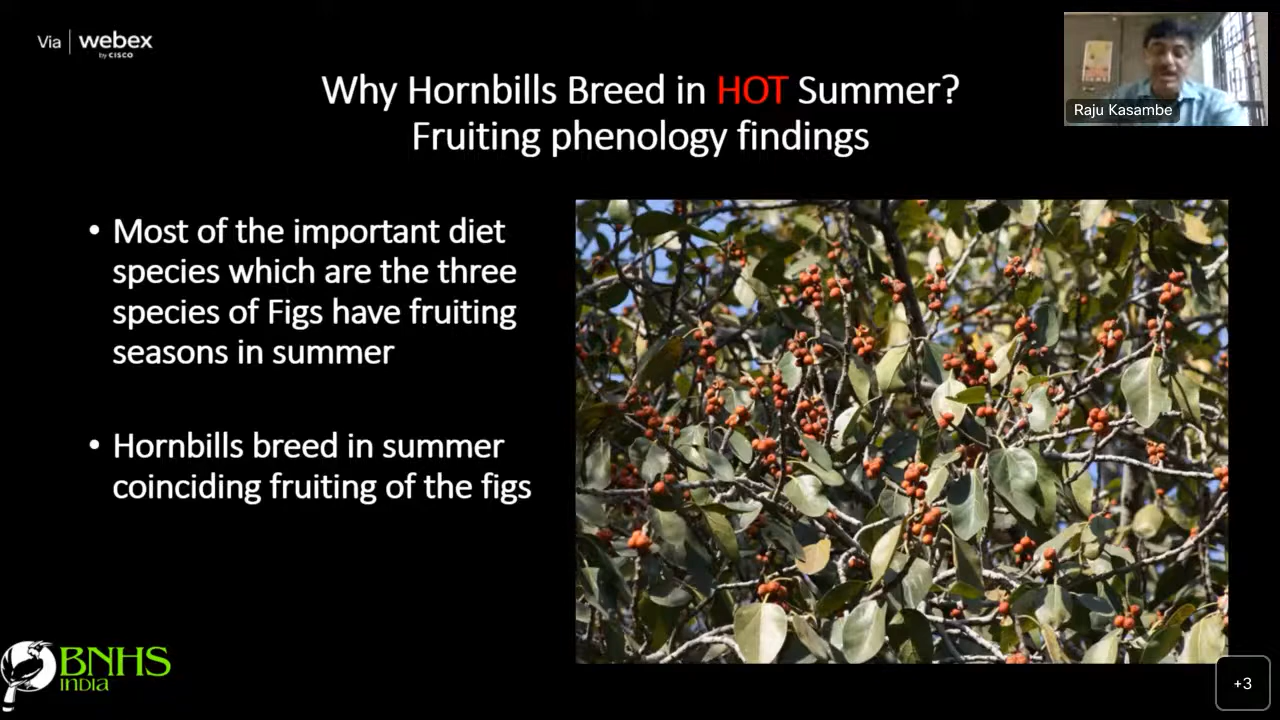 Via | webex
by CISCO
Raju Kasambe
Why Hornbills Breed in HOT Summer?
Fruiting phenology findings
• Most of the important diet
species which are the three
species of Figs have fruiting
seasons in summer
• Hornbills breed in summer
coinciding fruiting of the figs
BNHS
India
+3